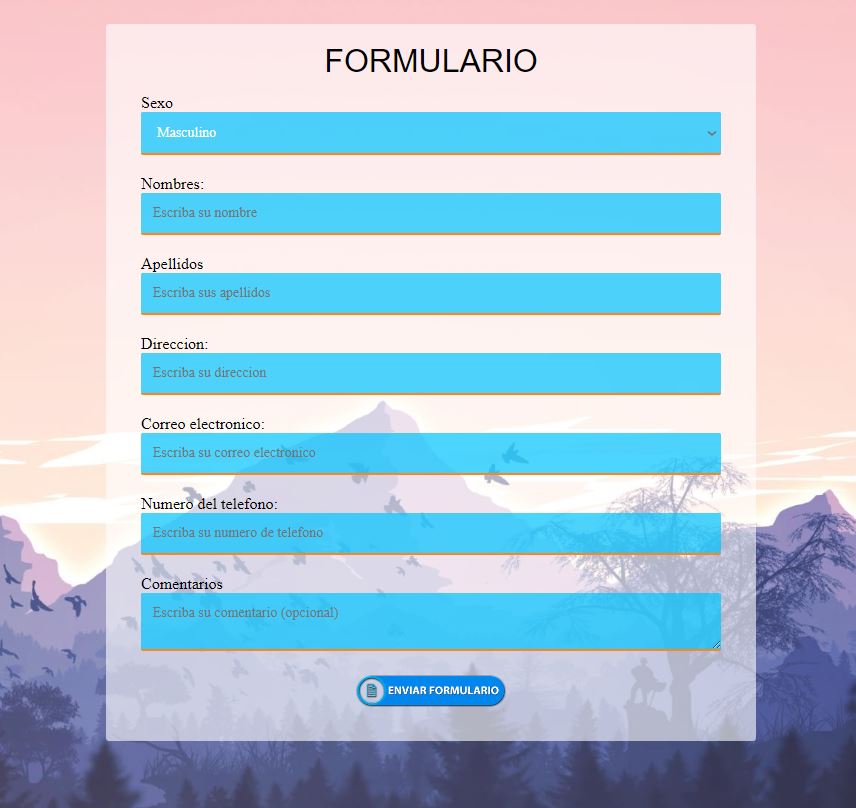 FORMULARIO
Sexo
Masculino
Nombres:
Escriba su nombre
Apellidos
Escriba sus apellidos
Direccion:
Escriba su direccion
Correo electronico:
Escriba su correo electronico
Numero del telefono:
Escriba su numero de telefono
Comentarios
Escriba su comentario (opcional)
ENVIAR FORMULARIO